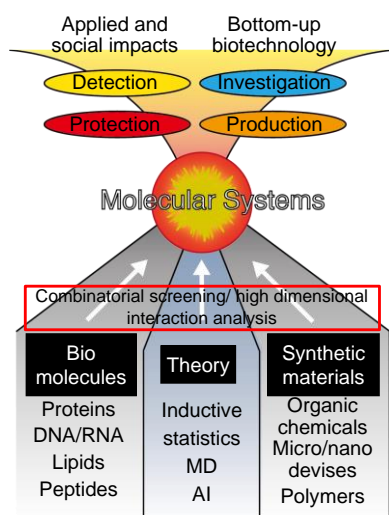 Applied and
social impacts
Bottom-up
biotechnology
Detection
Investigation
Protection
Production
Molecular Systems
Combinatorial screening/ high dimensional
interaction analysis
Bio
molecules
Proteins
DNA/RNA
Lipids
Peptides
Theory
Inductive
statistics
MD
AI
Synthetic
materials
Organic
chemicals
Micro/nano
devises
Polymers